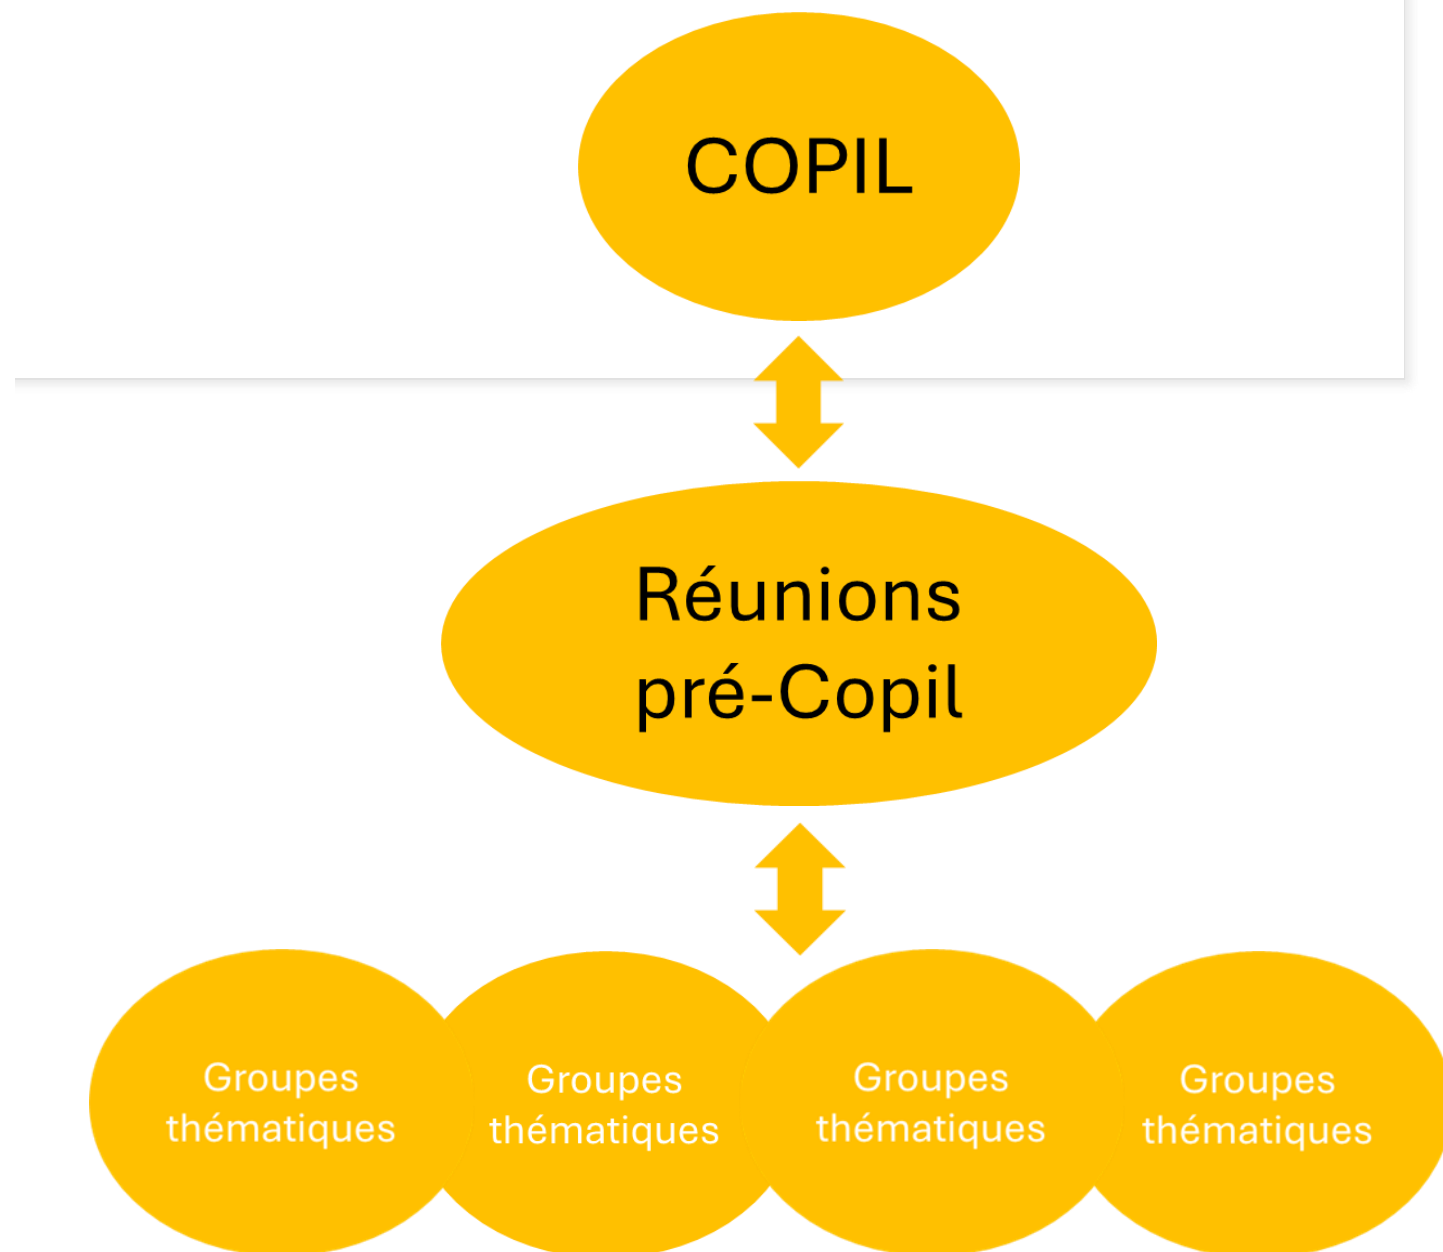 COPIL
Réunions
pré-Copil
Groupes
thématiques
Groupes
thématiques
Groupes
thématiques
Groupes
thématiques